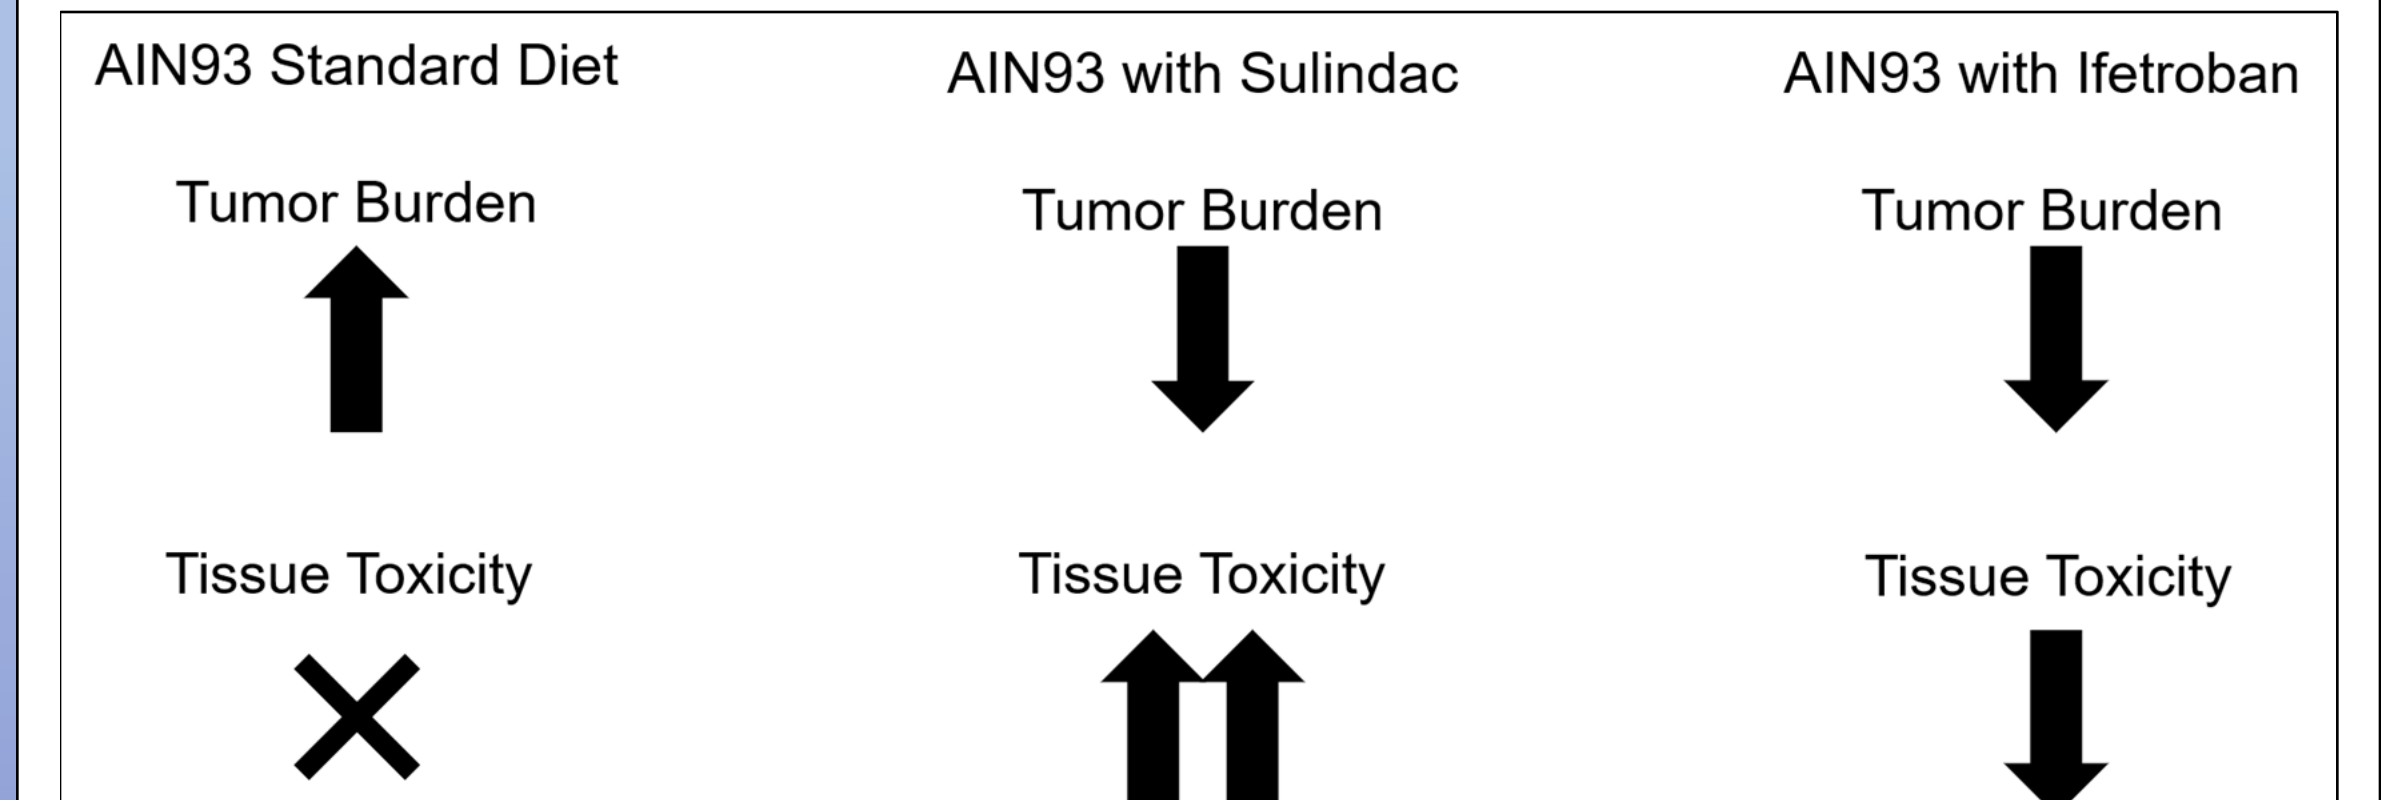 AIN93 Standard Diet
AIN93 with Sulindac
AIN93 with Ifetroban
Tumor Burden
Tumor Burden
Tumor Burden
Tissue Toxicity
Tissue Toxicity
Tissue Toxicity